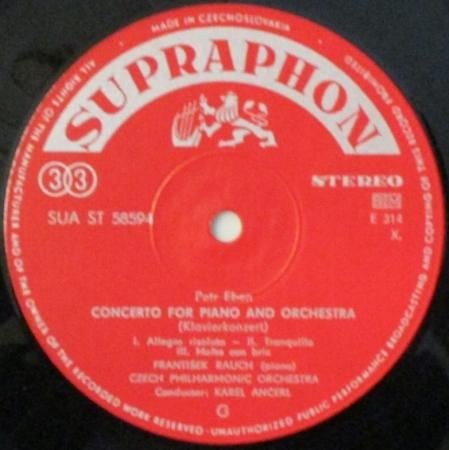 MADE IN CZECHOSLOVAKIA
ALL RIGHTS OF THE MANUFACTURER AND OF THE OWNER OF THE RECORDED WORK RESERVED - UNAUTHORIZED PUBLIC PERFORMANCE BROADCASTING AND COPYING OF THIS RECORD PROHIBITED
SUPRAPHON
33
STEREO
SUA ST 58594
E 314
X,
Petr Eben
CONCERTO FOR PIANO AND ORCHESTRA
(Klavierkonzert)
I. Allegro risoluto - II. Tranquillo
III. Molto con brio
FRANTIŠEK RAUCH (piano)
CZECH PHILHARMONIC ORCHESTRA
Conductor: KAREL ANČERL
G